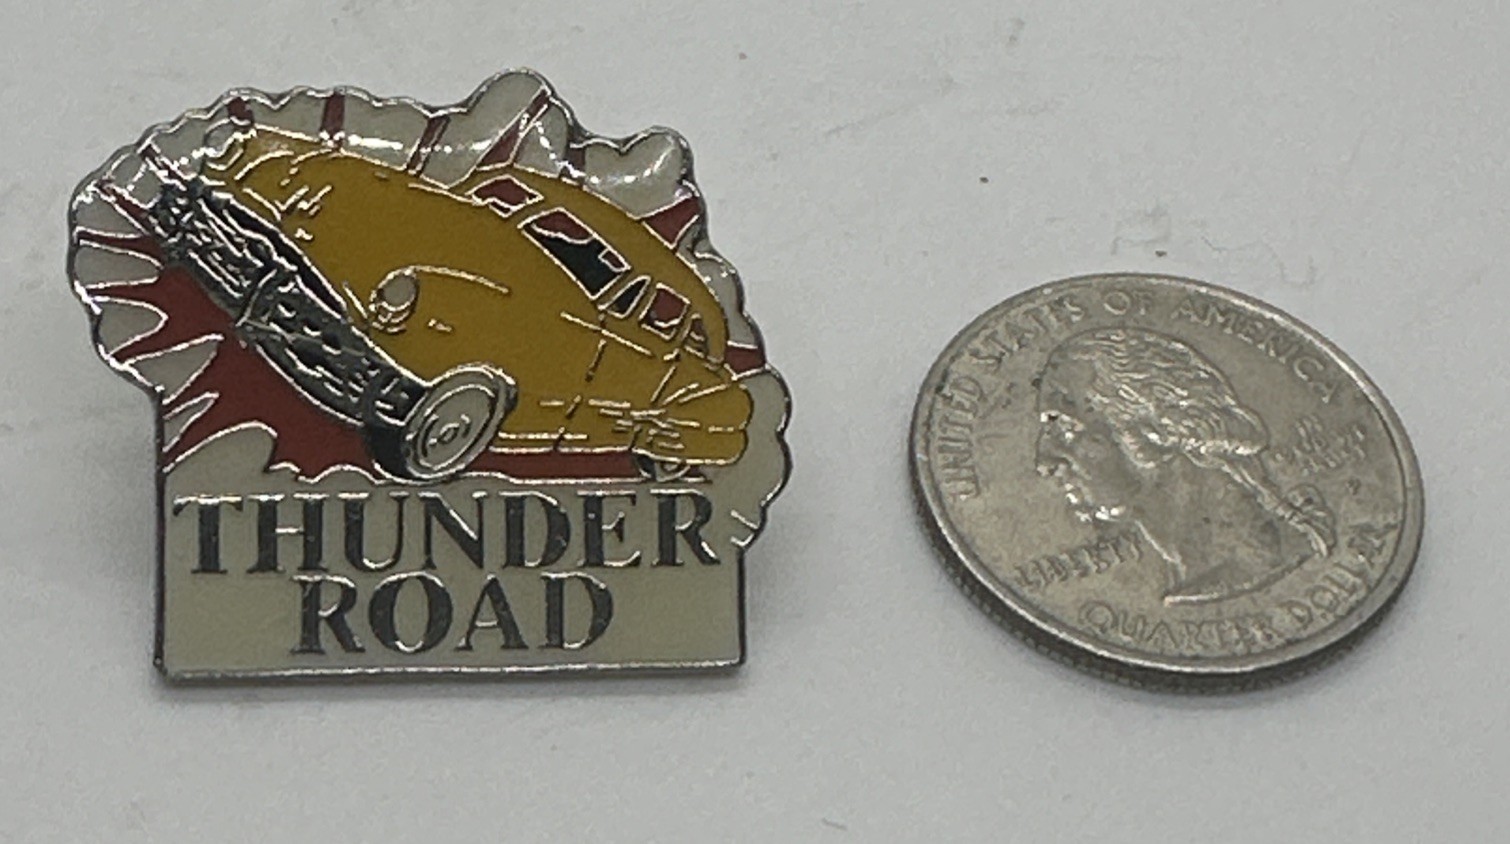 THUNDER
ROAD
UNITED STATES OF AMERICA
LIBERTY
QUARTER DOLLAR